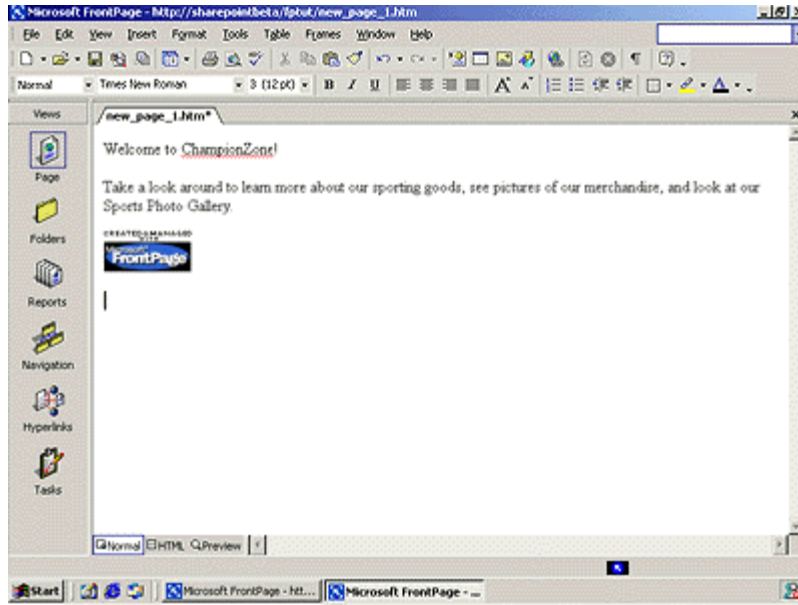 Microsoft FrontPage - http://sharepointbeta/fptut/new_page_1.htm
File Edit View Insert Format Tools Table Frames Window Help
Normal Times New Roman 3 (12 pt) B I U A A A
Views new_page_1.htm*
Welcome to ChampionZone!
Page
Take a look around to learn more about our sporting goods, see pictures of our merchandise, and look at our
Sports Photo Gallery.
Folders
CREATED & MANAGED
WITH
Microsoft
FrontPage
Reports
Navigation
Hyperlinks
Tasks
Normal HTML Preview
Start Microsoft FrontPage - htt... Microsoft FrontPage - ...